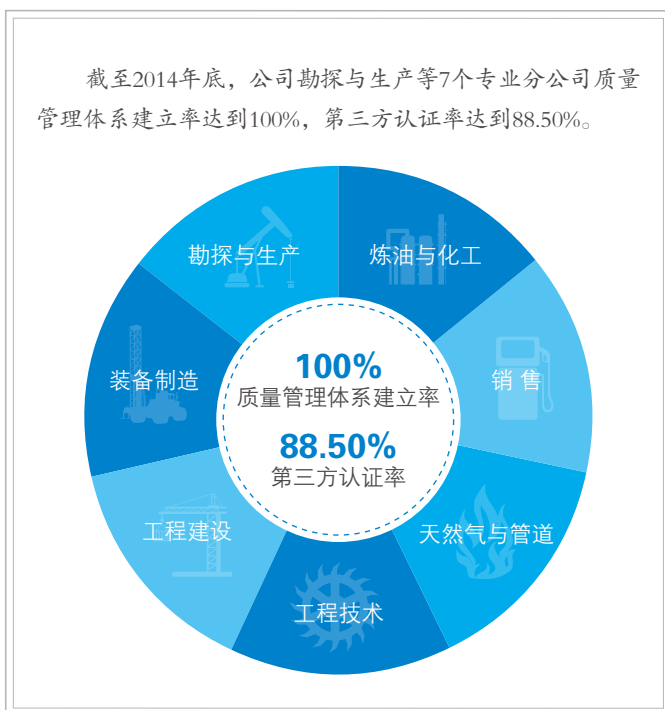 截至2014年底，公司勘探与生产等7个专业分公司质量
管理体系建立率达到100%，第三方认证率达到88.50%。
勘探与生产
炼油与化工
装备制造
销 售
100%
质量管理体系建立率
88.50%
第三方认证率
工程建设
天然气与管道
工程技术